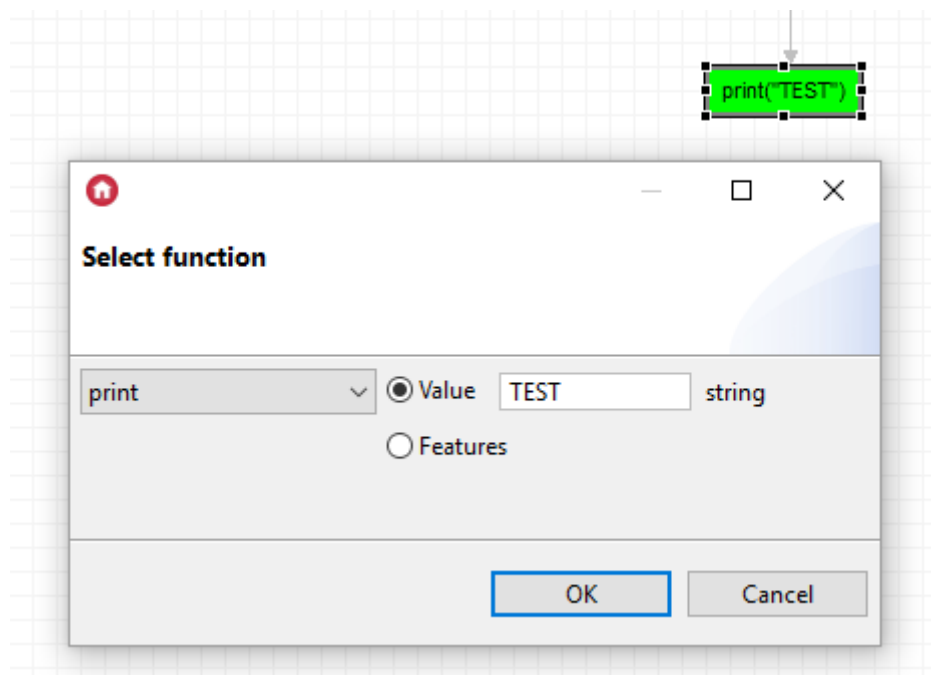 print("TEST")
Select function
print Value TEST string
Features
OK Cancel